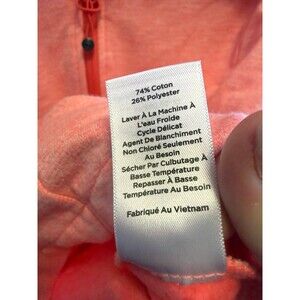 74% Coton
26% Polyester
Laver À La Machine À
L'eau Froide
Cycle Délicat
Agent De Blanchiment
Non Chloré Seulement
Au Besoin
Sécher Par Culbutage À
Basse Température
Repasser À Basse
Température Au Besoin
Fabriqué Au Vietnam